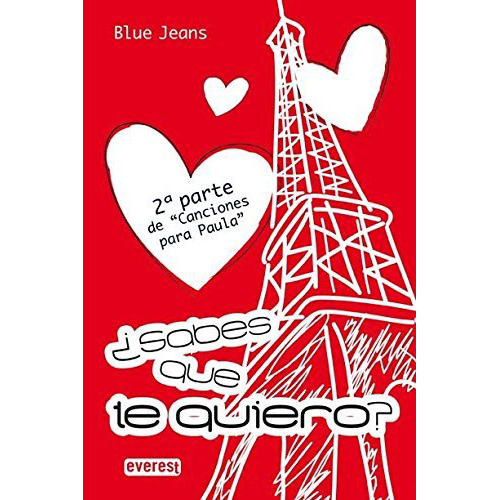 Blue Jeans
2ª parte
de "Canciones
para Paula"
¿sabes
que
te quiero?
everest